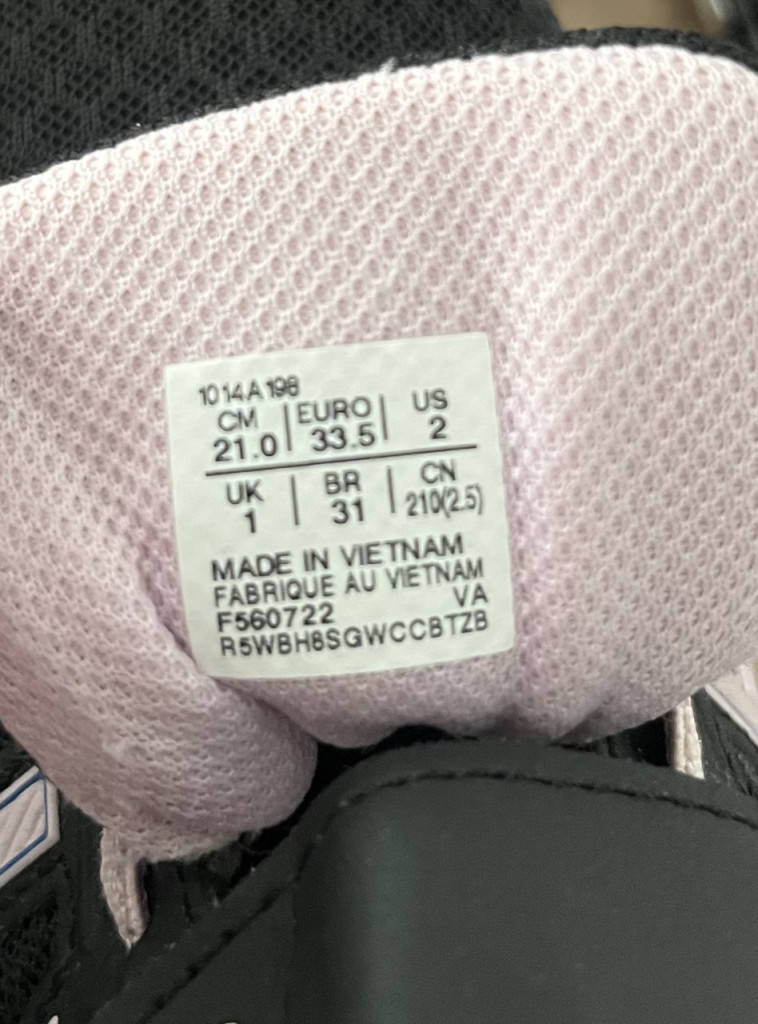 1014A198
CM | EURO | US
21.0 | 33.5 | 2
UK | BR | CN
1 | 31 | 210(2.5)
MADE IN VIETNAM
FABRIQUE AU VIETNAM
F560722 VA
R5WBH8SGWCCBTZB